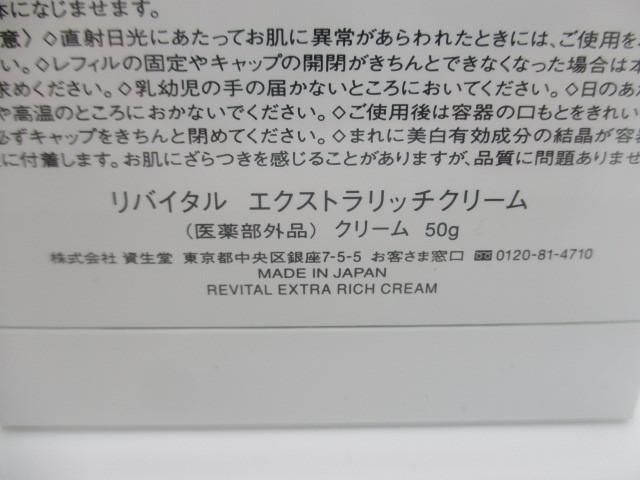 本になじませます。
意〉◇直射日光にあたってお肌に異常があらわれたときには、ご使用を
い。◇レフィルの固定やキャップの開閉がきちんとできなくなった場合は本
求めください。◇乳幼児の手の届かないところにおいてください。◇日のあた
や高温のところにおかないでください。◇ご使用後は容器の口もとをきれい
必ずキャップをきちんと閉めてください。◇まれに美白有効成分の結晶が容
に付着します。お肌にざらつきを感じることがありますが、品質に問題ありませ
リバイタル エクストラリッチクリーム
（医薬部外品） クリーム 50g
株式会社 資生堂 東京都中央区銀座7-5-5 お客さま窓口 0120-81-4710
MADE IN JAPAN
REVITAL EXTRA RICH CREAM